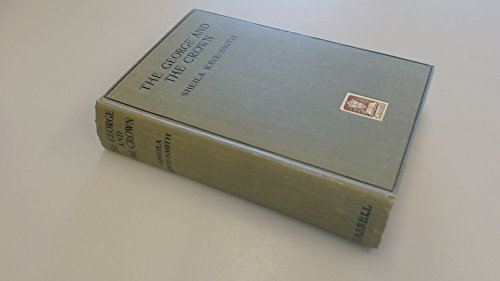 THE GEORGE AND
THE CROWN
SHEILA KAYE-SMITH
THE GEORGE
AND
THE CROWN
SHEILA
KAYE-SMITH
CASSELL